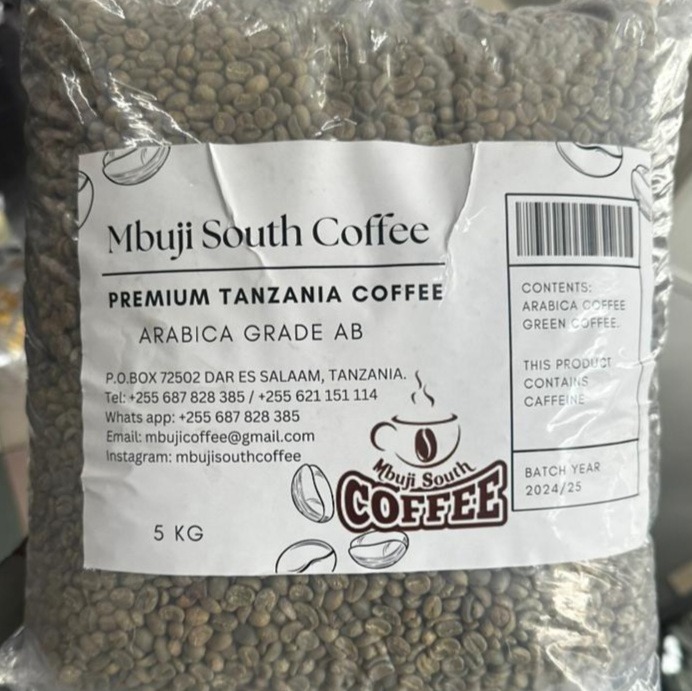 Mbuji South Coffee
PREMIUM TANZANIA COFFEE
ARABICA GRADE AB
P.O.BOX 72502 DAR ES SALAAM, TANZANIA.
Tel: +255 687 828 385 / +255 621 151 114
Whats app: +255 687 828 385
Email: mbujicoffee@gmail.com
Instagram: mbujisouthcoffee
5 KG
Mbuji South
COFFEE
CONTENTS:
ARABICA COFFEE
GREEN COFFEE.
THIS PRODUCT
CONTAINS
CAFFEINE
BATCH YEAR
2024/25